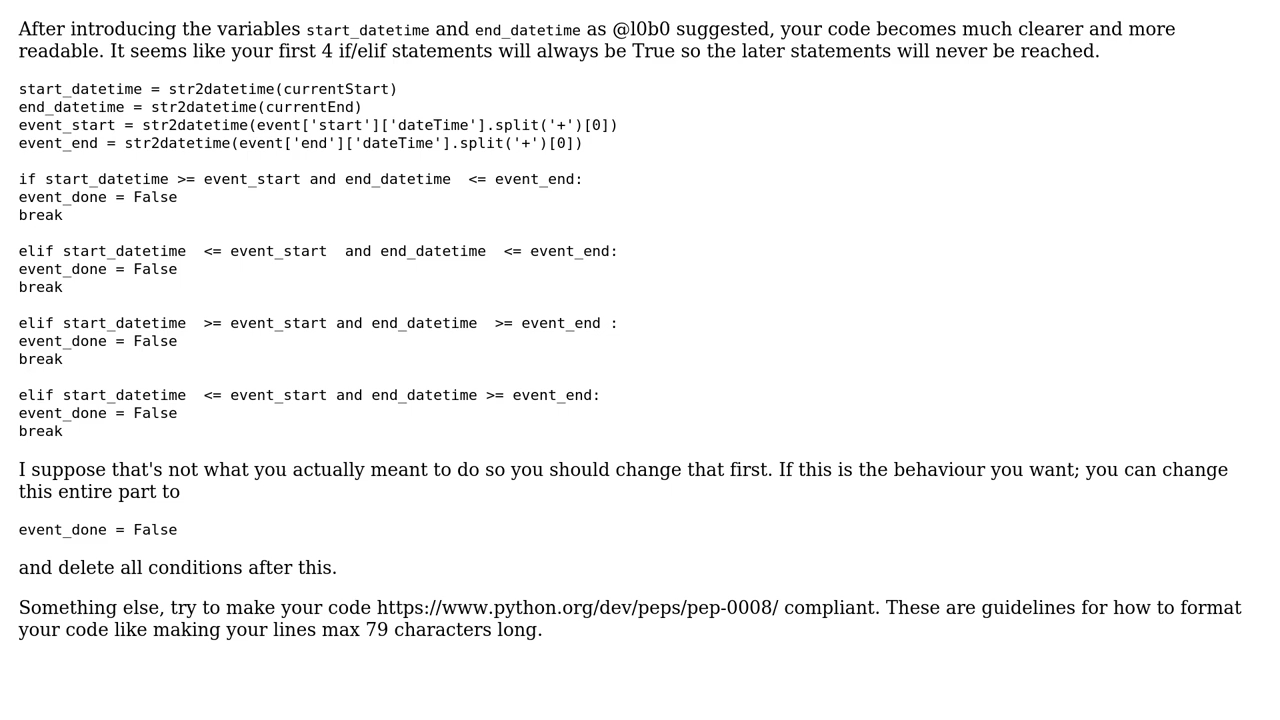 After introducing the variables start_datetime and end_datetime as @l0b0 suggested, your code becomes much clearer and more
readable. It seems like your first 4 if/elif statements will always be True so the later statements will never be reached.
start_datetime = str2datetime(currentStart)
end_datetime = str2datetime(currentEnd)
event_start = str2datetime(event['start']['dateTime'].split('+')[0])
event_end = str2datetime(event['end']['dateTime'].split('+')[0])
if start_datetime >= event_start and end_datetime  <= event_end:
event_done = False
break
elif start_datetime  <= event_start  and end_datetime  <= event_end:
event_done = False
break
elif start_datetime  >= event_start and end_datetime  >= event_end :
event_done = False
break
elif start_datetime  <= event_start and end_datetime >= event_end:
event_done = False
break
I suppose that's not what you actually meant to do so you should change that first. If this is the behaviour you want; you can change
this entire part to
event_done = False
and delete all conditions after this.
Something else, try to make your code https://www.python.org/dev/peps/pep-0008/ compliant. These are guidelines for how to format
your code like making your lines max 79 characters long.